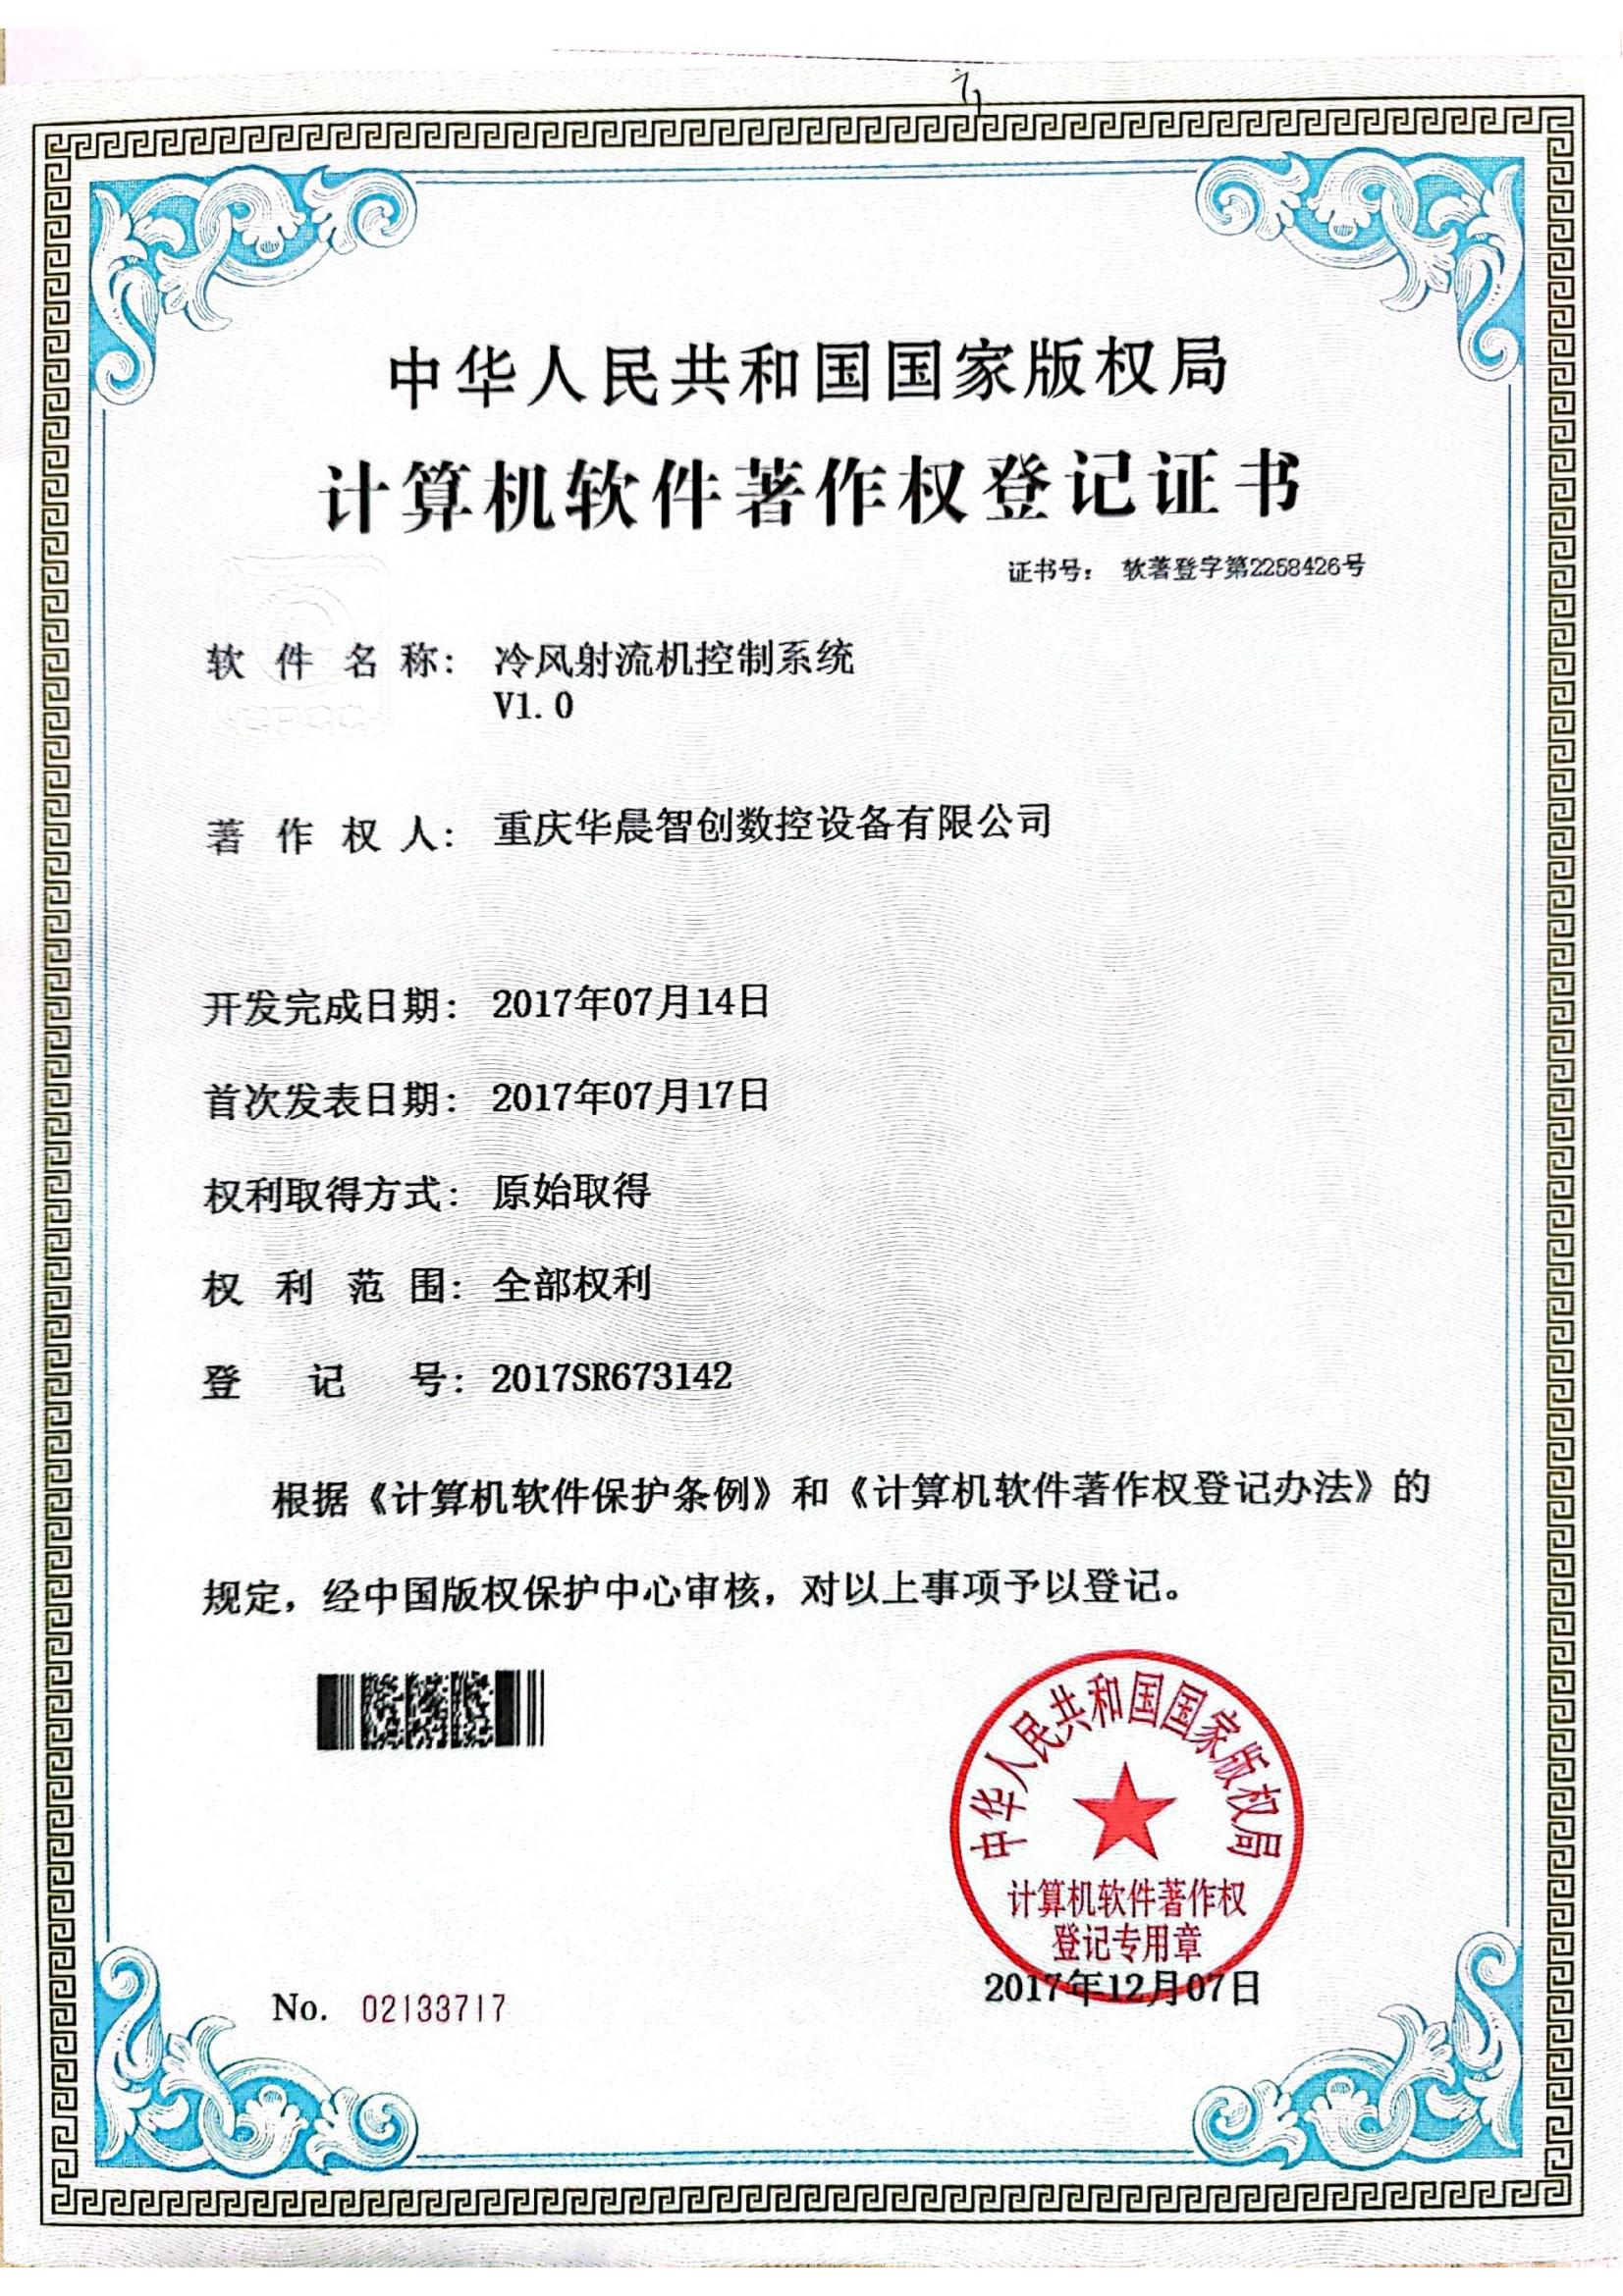 中华人民共和国国家版权局
计算机软件著作权登记证书
证书号： 软著登字第2258426号
软件名称： 冷风射流机控制系统
V1.0
著作权人： 重庆华晨智创数控设备有限公司
开发完成日期： 2017年07月14日
首次发表日期： 2017年07月17日
权利取得方式： 原始取得
权利范围： 全部权利
登记号： 2017SR673142
根据《计算机软件保护条例》和《计算机软件著作权登记办法》的
规定，经中国版权保护中心审核，对以上事项予以登记。
中华人民共和国国家版权局
计算机软件著作权
登记专用章
2017年12月07日
No. 02133717